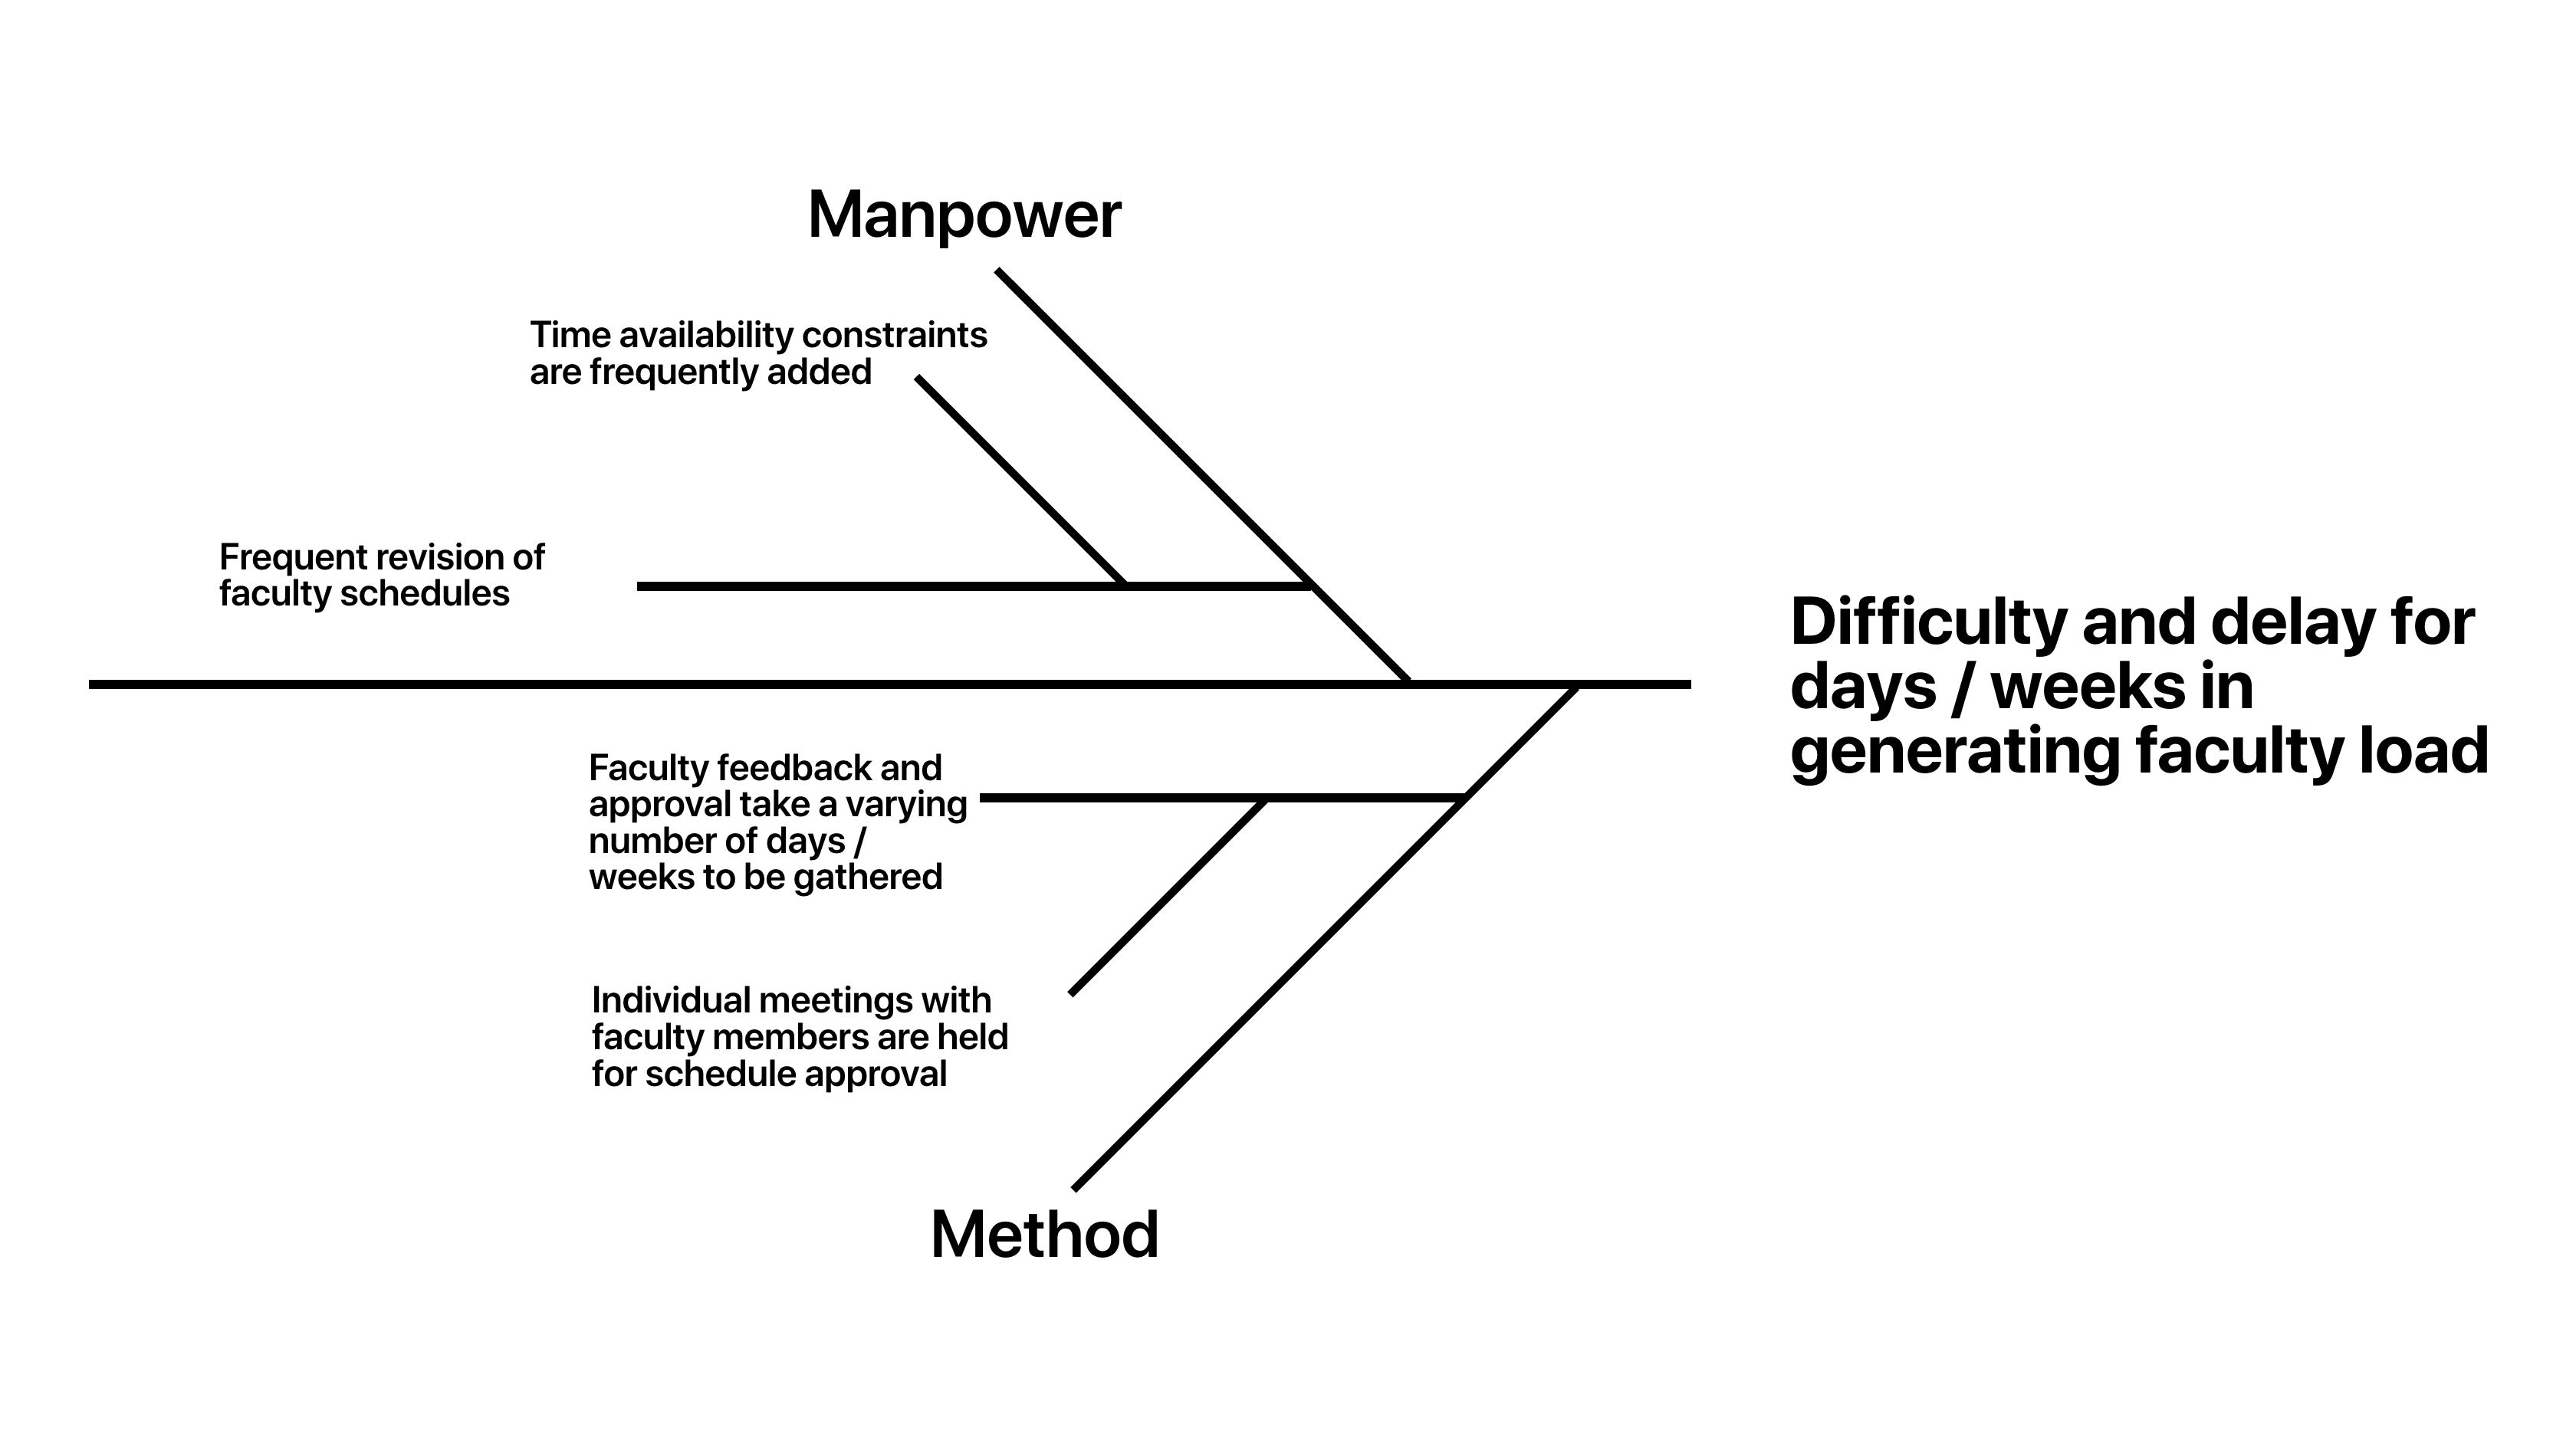 Manpower
Time availability constraints
are frequently added
Frequent revision of
faculty schedules
Difficulty and delay for
days / weeks in
generating faculty load
Faculty feedback and
approval take a varying
number of days /
weeks to be gathered
Individual meetings with
faculty members are held
for schedule approval
Method